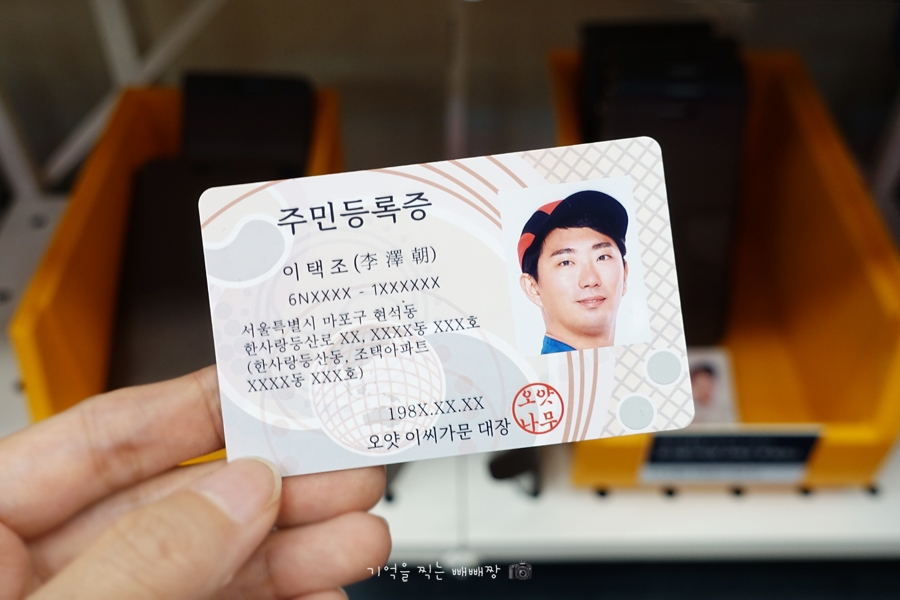 주민등록증
이택조(李澤朝)
6NXXXX - 1XXXXXX
서울특별시 마포구 현석동
한사랑등산로 XX, XXXX동 XXX호
(한사랑등산동, 조택아파트
XXXX동 XXX호)
198X.XX.XX
오얏 이씨가문 대장
오얏
나무
기억을 찍는 빼빼짱